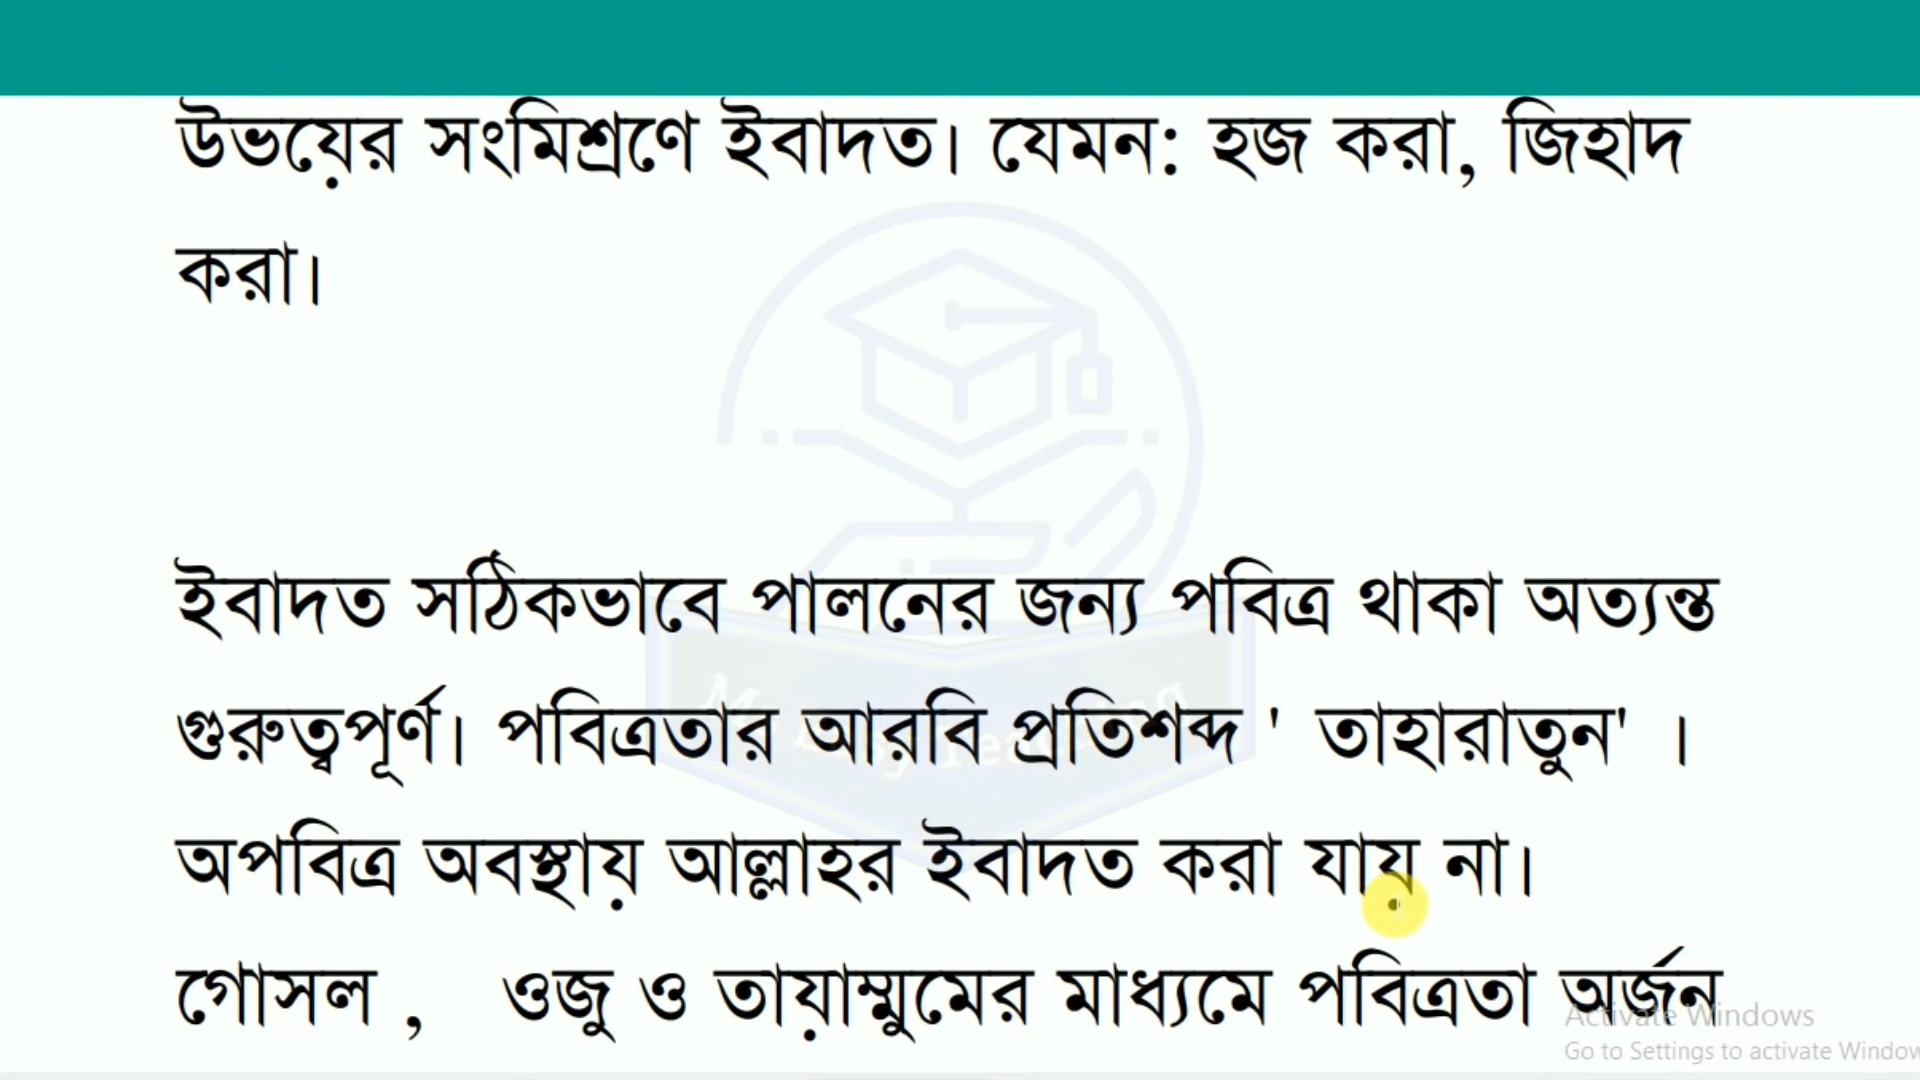 উভয়ের সংমিশ্রণে ইবাদত। যেমন: হজ করা, জিহাদ
করা।
ইবাদত সঠিকভাবে পালনের জন্য পবিত্র থাকা অত্যন্ত
গুরুত্বপূর্ণ। পবিত্রতার আরবি প্রতিশব্দ ' তাহারাতুন' ।
অপবিত্র অবস্থায় আল্লাহর ইবাদত করা যায় না।
গোসল , ওজু ও তায়াম্মুমের মাধ্যমে পবিত্রতা অর্জন
Activate Windows
Go to Settings to activate Window